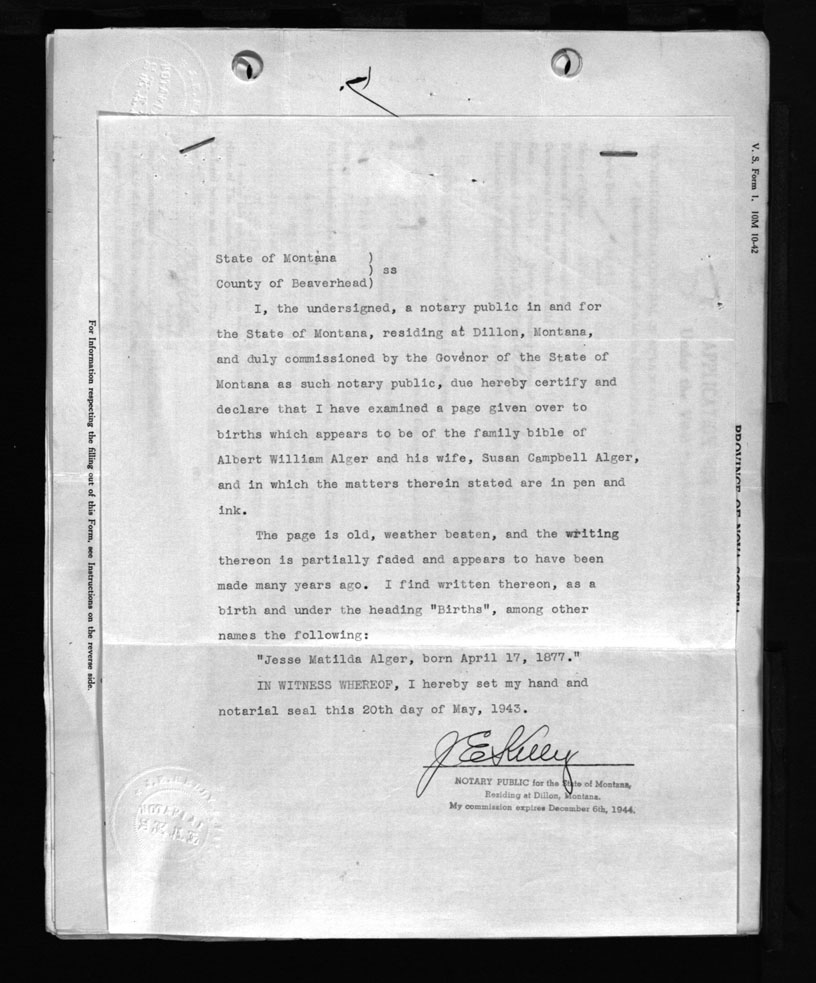 V. S. Form 1. 10M 10-42
State of Montana )
) ss
County of Beaverhead)
I, the undersigned, a notary public in and for
the State of Montana, residing at Dillon, Montana,
and duly commissioned by the Govenor of the State of
Montana as such notary public, due hereby certify and
declare that I have examined a page given over to
births which appears to be of the family bible of
Albert William Alger and his wife, Susan Campbell Alger,
and in which the matters therein stated are in pen and
ink.
The page is old, weather beaten, and the writing
thereon is partially faded and appears to have been
made many years ago. I find written thereon, as a
birth and under the heading "Births", among other
names the following:
"Jesse Matilda Alger, born April 17, 1877."
IN WITNESS WHEREOF, I hereby set my hand and
notarial seal this 20th day of May, 1943.
J E Kelly
NOTARY PUBLIC for the State of Montana,
Residing at Dillon, Montana.
My commission expires December 6th, 1944.
For Information respecting the filling out of this Form, see Instructions on the reverse side.